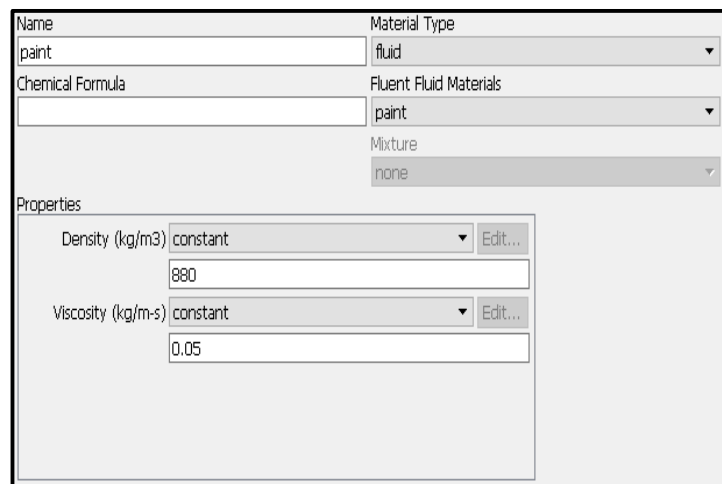 Name
Material Type
paint
fluid
Chemical Formula
Fluent Fluid Materials
paint
Mixture
none
Properties
Density (kg/m3) constant Edit...
880
Viscosity (kg/m-s) constant Edit...
0.05